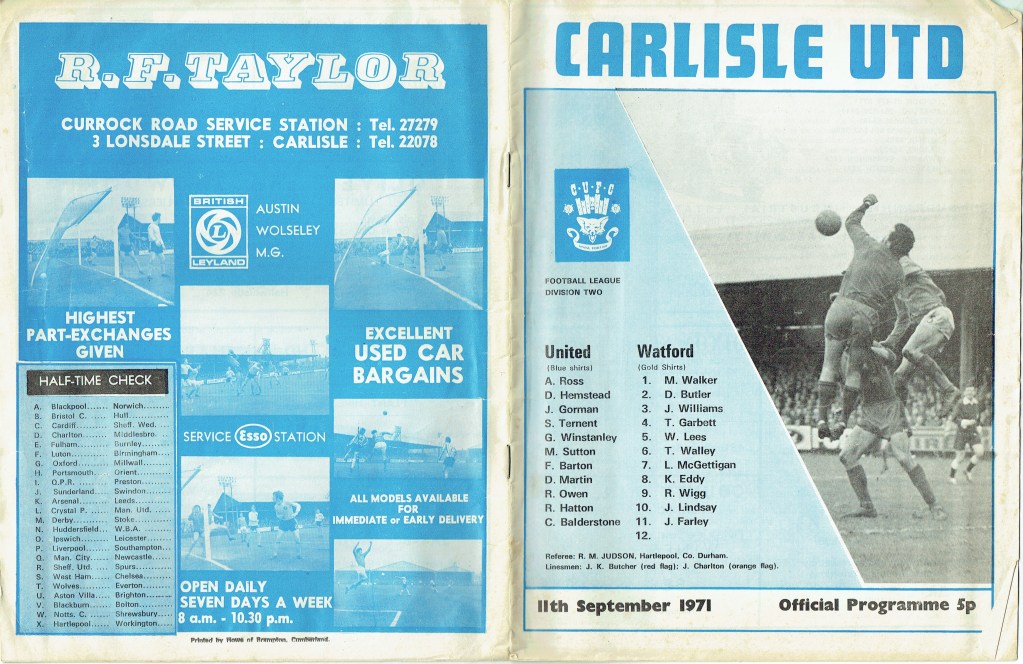 R.F.TAYLOR
CURROCK ROAD SERVICE STATION : Tel. 27279
3 LONSDALE STREET : CARLISLE : Tel. 22078
BRITISH
LEYLAND
AUSTIN
WOLSELEY
M.G.
HIGHEST
PART-EXCHANGES
GIVEN
EXCELLENT
USED CAR
BARGAINS
HALF-TIME CHECK
A. Blackpool....... Norwich.........
B. Bristol C. ..... Hull............
C. Cardiff......... Sheff. Wed.
D. Charlton........ Middlesbro. ..
E. Fulham.......... Burnley.........
F. Luton........... Birmingham...
G. Oxford.......... Millwall........
H. Portsmouth. Orient..........
I. Q.P.R. ......... Preston.........
J. Sunderland.... Swindon.......
K. Arsenal......... Leeds...........
L. Crystal P. ..... Man. Utd. ....
M. Derby........... Stoke...........
N. Huddersfield... W.B.A. .........
O. Ipswich......... Leicester.......
P. Liverpool....... Southampton...
Q. Man. City....... Newcastle......
R. Sheff. Utd. .... Spurs...........
S. West Ham..... Chelsea.........
T. Wolves.......... Everton.........
U. Aston Villa..... Brighton........
V. Blackburn...... Bolton..........
W. Notts, C. ...... Shrewsbury....
X. Hartlepool...... Workington....
SERVICE Esso STATION
ALL MODELS AVAILABLE
FOR
IMMEDIATE or EARLY DELIVERY
OPEN DAILY
SEVEN DAYS A WEEK
8 a.m. - 10.30 p.m.
Printed by Howe of Brampton, Cumberland.
CARLISLE UTD
C·U·F·C
FOOTBALL LEAGUE
DIVISION TWO
United Watford
(Blue shirts) (Gold Shirts)
A. Ross 1. M. Walker
D. Hemstead 2. D. Butler
J. Gorman 3. J. Williams
S. Ternent 4. T. Garbett
G. Winstanley 5. W. Lees
M. Sutton 6. T. Walley
F. Barton 7. L. McGettigan
D. Martin 8. K. Eddy
R. Owen 9. R. Wigg
R. Hatton 10. J. Lindsay
C. Balderstone 11. J. Farley
12.
Referee: R. M. JUDSON, Hartlepool, Co. Durham.
Linesmen: J. K. Butcher (red flag); J. Charlton (orange flag).
11th September 1971 Official Programme 5p